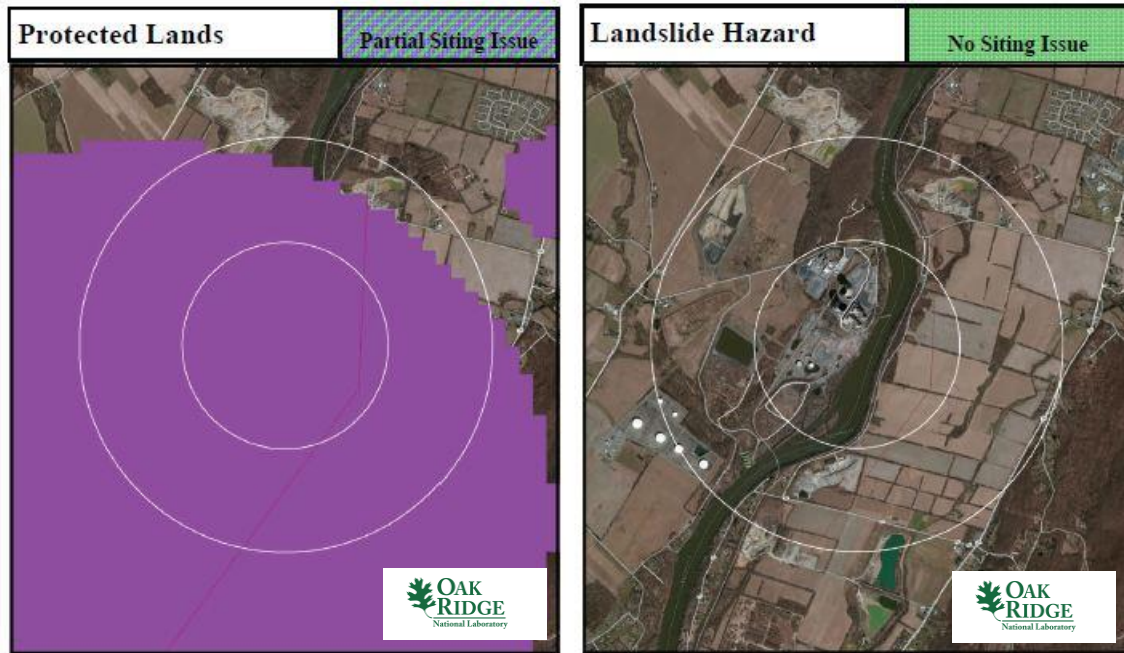 Protected Lands
Partial Siting Issue
Landslide Hazard
No Siting Issue
OAK
RIDGE
National Laboratory
OAK
RIDGE
National Laboratory